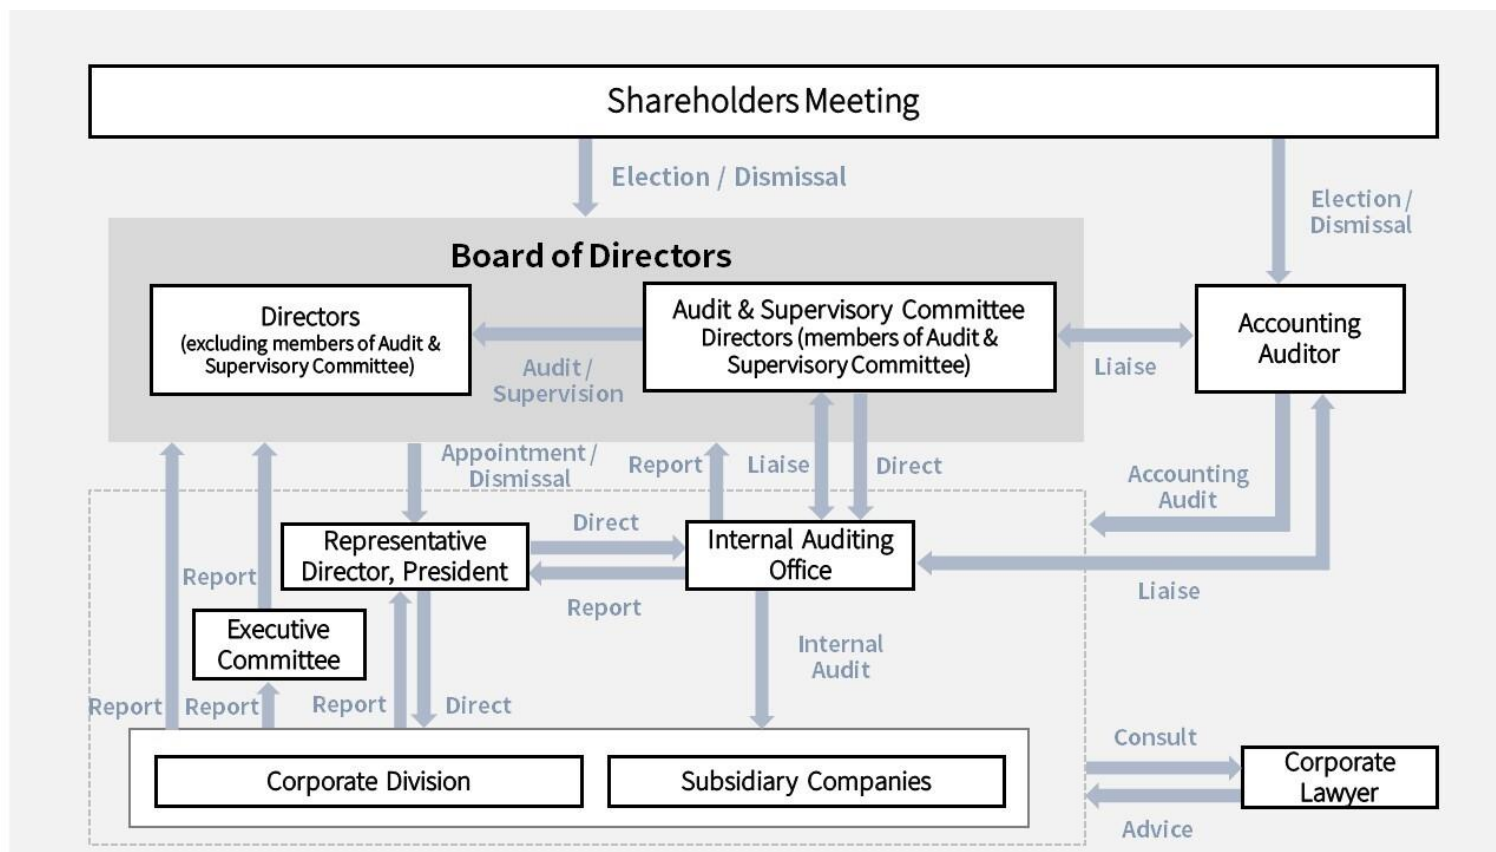 Shareholders Meeting
Election / Dismissal
Election /
Dismissal
Board of Directors
Directors
(excluding members of Audit &
Supervisory Committee)
Audit /
Supervision
Audit & Supervisory Committee
Directors (members of Audit &
Supervisory Committee)
Liaise
Accounting
Auditor
Appointment /
Dismissal
Report
Liaise
Direct
Accounting
Audit
Representative
Director, President
Direct
Report
Internal Auditing
Office
Liaise
Report
Executive
Committee
Internal
Audit
Report
Report
Report
Direct
Corporate Division
Subsidiary Companies
Consult
Corporate
Lawyer
Advice